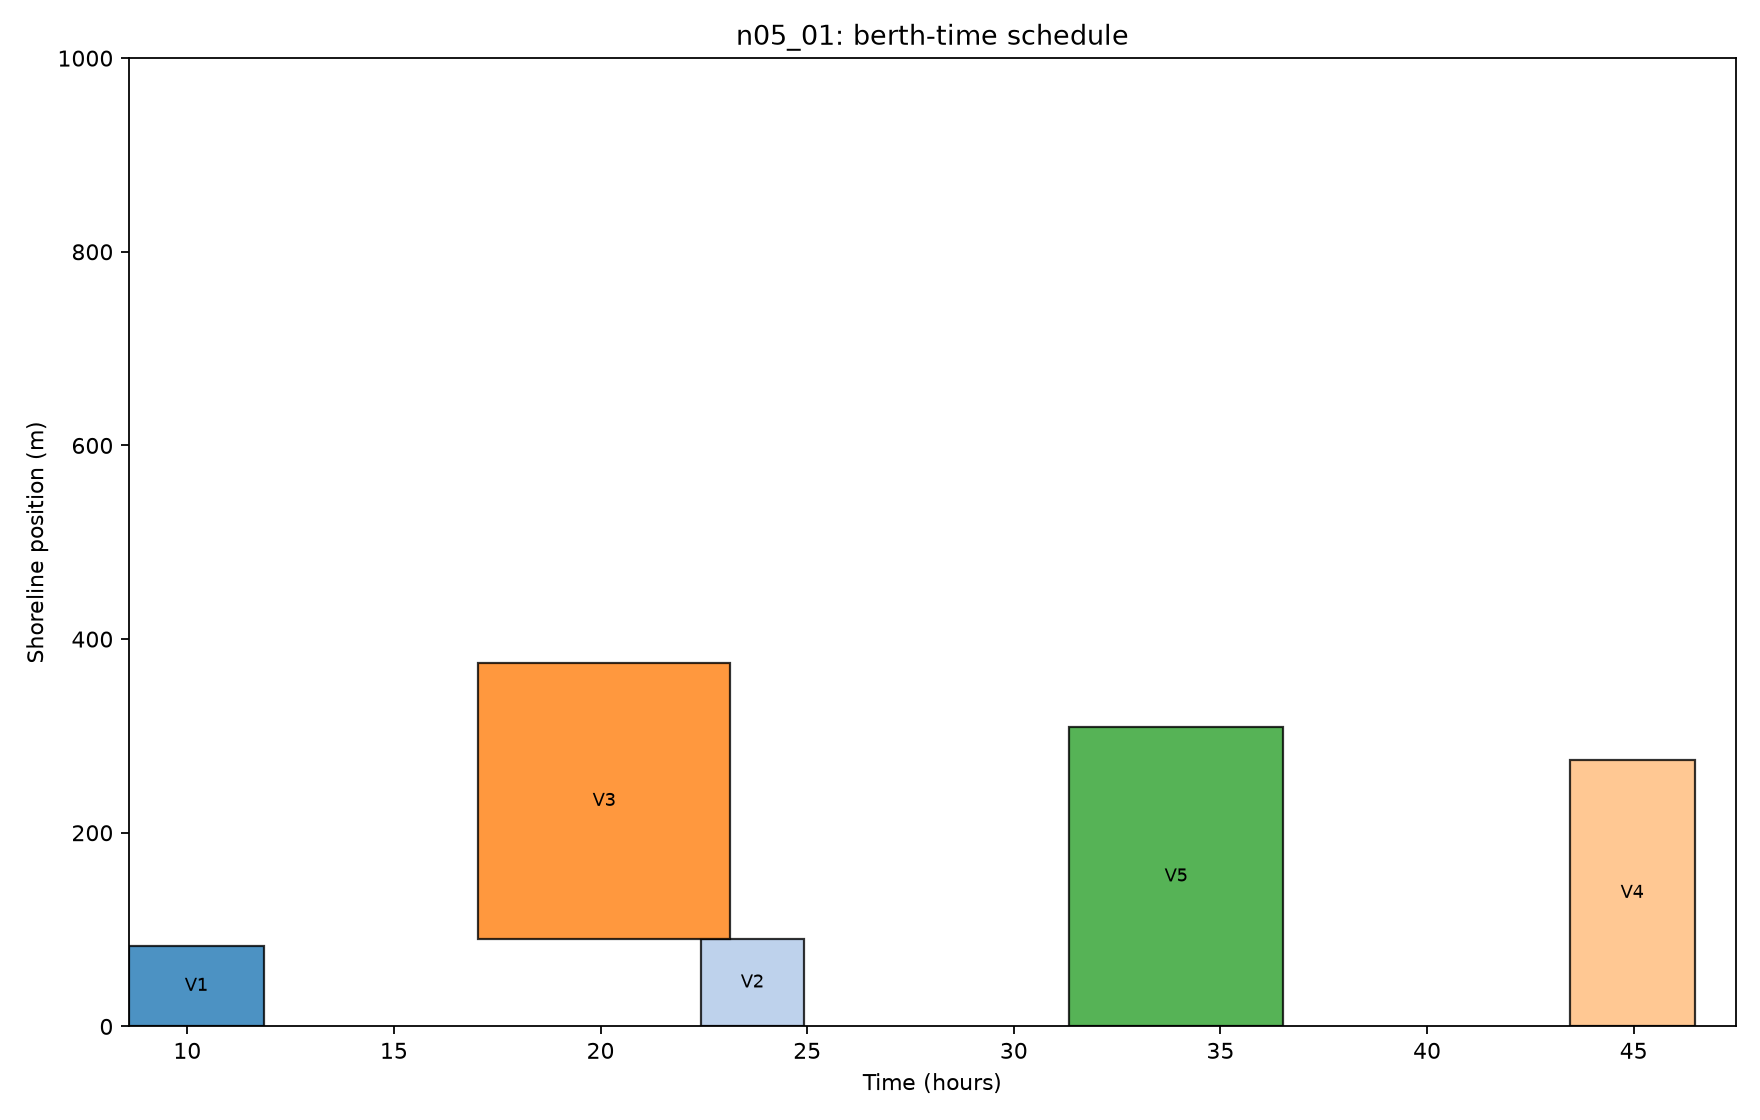 n05_01: berth-time schedule
1000
800
600
400
200
0
Shoreline position (m)
V3
V5
V4
V1
V2
10 15 20 25 30 35 40 45
Time (hours)